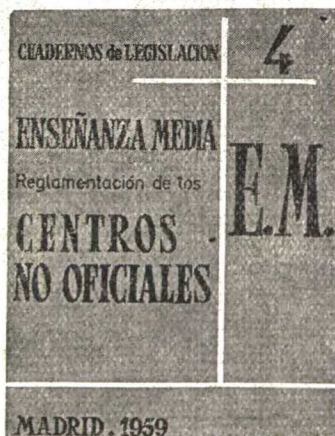 CUADERNOS de LEGISLACION
4
ENSEÑANZA MEDIA
Reglamentación de los
CENTROS
NO OFICIALES
E.M.
MADRID. 1959